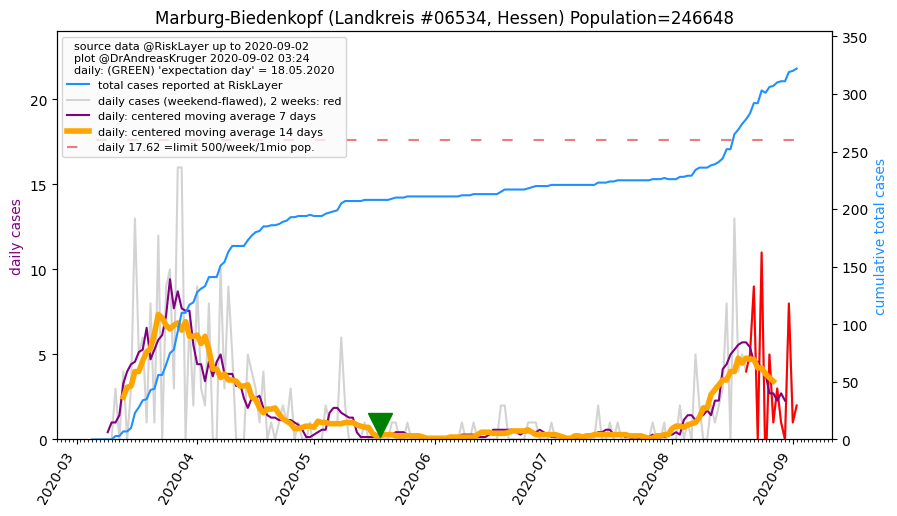 Marburg-Biedenkopf (Landkreis #06534, Hessen) Population=246648
source data @RiskLayer up to 2020-09-02
plot @DrAndreasKruger 2020-09-02 03:24
daily: (GREEN) 'expectation day' = 18.05.2020
total cases reported at RiskLayer
daily cases (weekend-flawed), 2 weeks: red
daily: centered moving average 7 days
daily: centered moving average 14 days
daily 17.62 =limit 500/week/1mio pop.
daily cases
0
5
10
15
20
cumulative total cases
0
50
100
150
200
250
300
350
2020-03
2020-04
2020-05
2020-06
2020-07
2020-08
2020-09